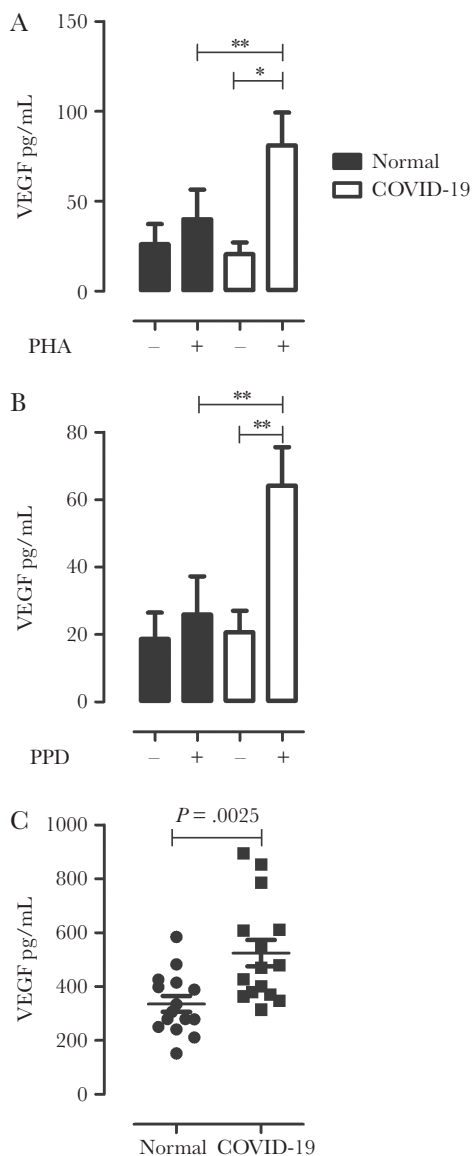 A
150
**
*
100
50
0
VEGF pg/mL
Normal
COVID-19
PHA
– + – +
B
**
**
80
60
40
20
0
VEGF pg/mL
PPD
– + – +
C
P = .0025
1000
800
600
400
200
0
VEGF pg/mL
Normal COVID-19